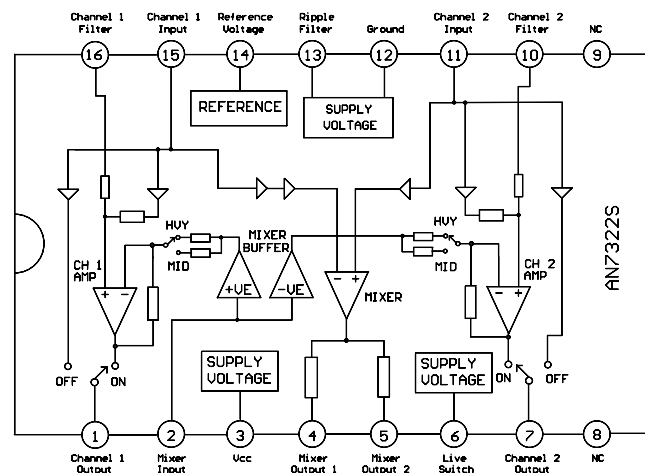 Channel 1 Filter
Channel 1 Input
Reference Voltage
Ripple Filter
Ground
Channel 2 Input
Channel 2 Filter
NC
16
15
14
13
12
11
10
9
REFERENCE
SUPPLY VOLTAGE
HVY
MID
MIXER BUFFER
HVY
MID
CH 1 AMP
+ -
+VE
-VE
- +
MIXER
- +
CH 2 AMP
AN7322S
OFF
ON
SUPPLY VOLTAGE
SUPPLY VOLTAGE
ON
OFF
1
2
3
4
5
6
7
8
Channel 1 Output
Mixer Input
Vcc
Mixer Output 1
Mixer Output 2
Live Switch
Channel 2 Output
NC